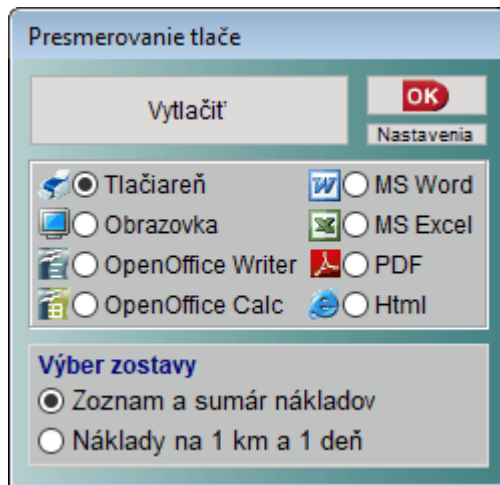 Presmerovanie tlače
Vytlačiť
OK
Nastavenia
Tlačiareň
MS Word
Obrazovka
MS Excel
OpenOffice Writer
PDF
OpenOffice Calc
Html
Výber zostavy
Zoznam a sumár nákladov
Náklady na 1 km a 1 deň